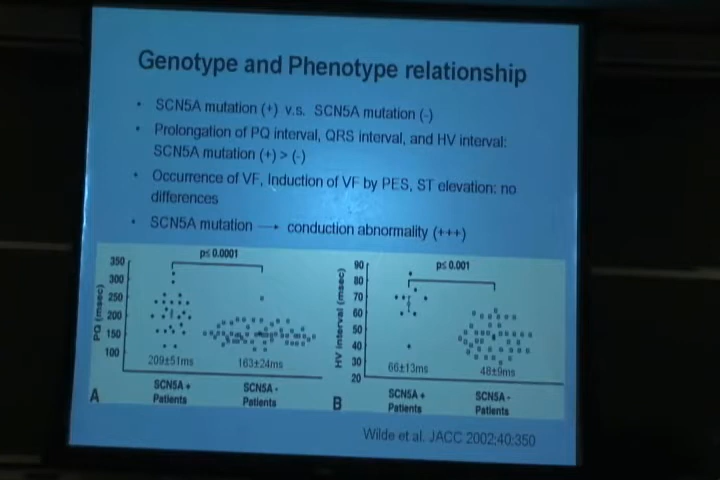 Genotype and Phenotype relationship
• SCN5A mutation (+) v.s. SCN5A mutation (-)
• Prolongation of PQ interval, QRS interval, and HV interval:
SCN5A mutation (+) > (-)
• Occurrence of VF, Induction of VF by PES, ST elevation: no
differences
• SCN5A mutation → conduction abnormality (+++)
PQ (msec)
350
300
250
200
150
100
p≤ 0.0001
209±51ms
163±24ms
SCN5A +
Patients
SCN5A -
Patients
A
HV interval (msec)
90
80
70
60
50
40
30
20
p≤ 0.001
66±13ms
48±9ms
SCN5A +
Patients
SCN5A -
Patients
B
Wilde et al. JACC 2002;40:350